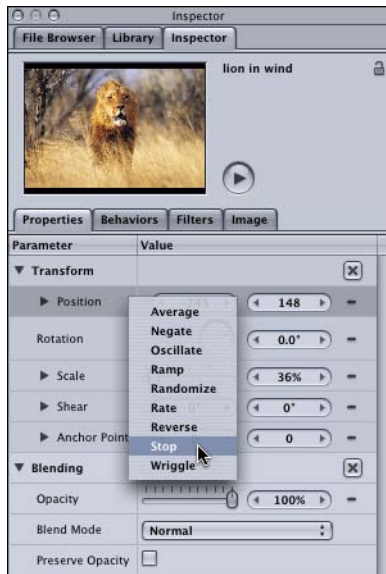 Inspector
File Browser Library Inspector
lion in wind
Properties Behaviors Filters Image
Parameter Value
Transform
Position 148
Rotation 0.0°
Scale 36%
Shear 0°
Anchor Point 0
Average
Negate
Oscillate
Ramp
Randomize
Rate
Reverse
Stop
Wriggle
Blending
Opacity 100%
Blend Mode Normal
Preserve Opacity